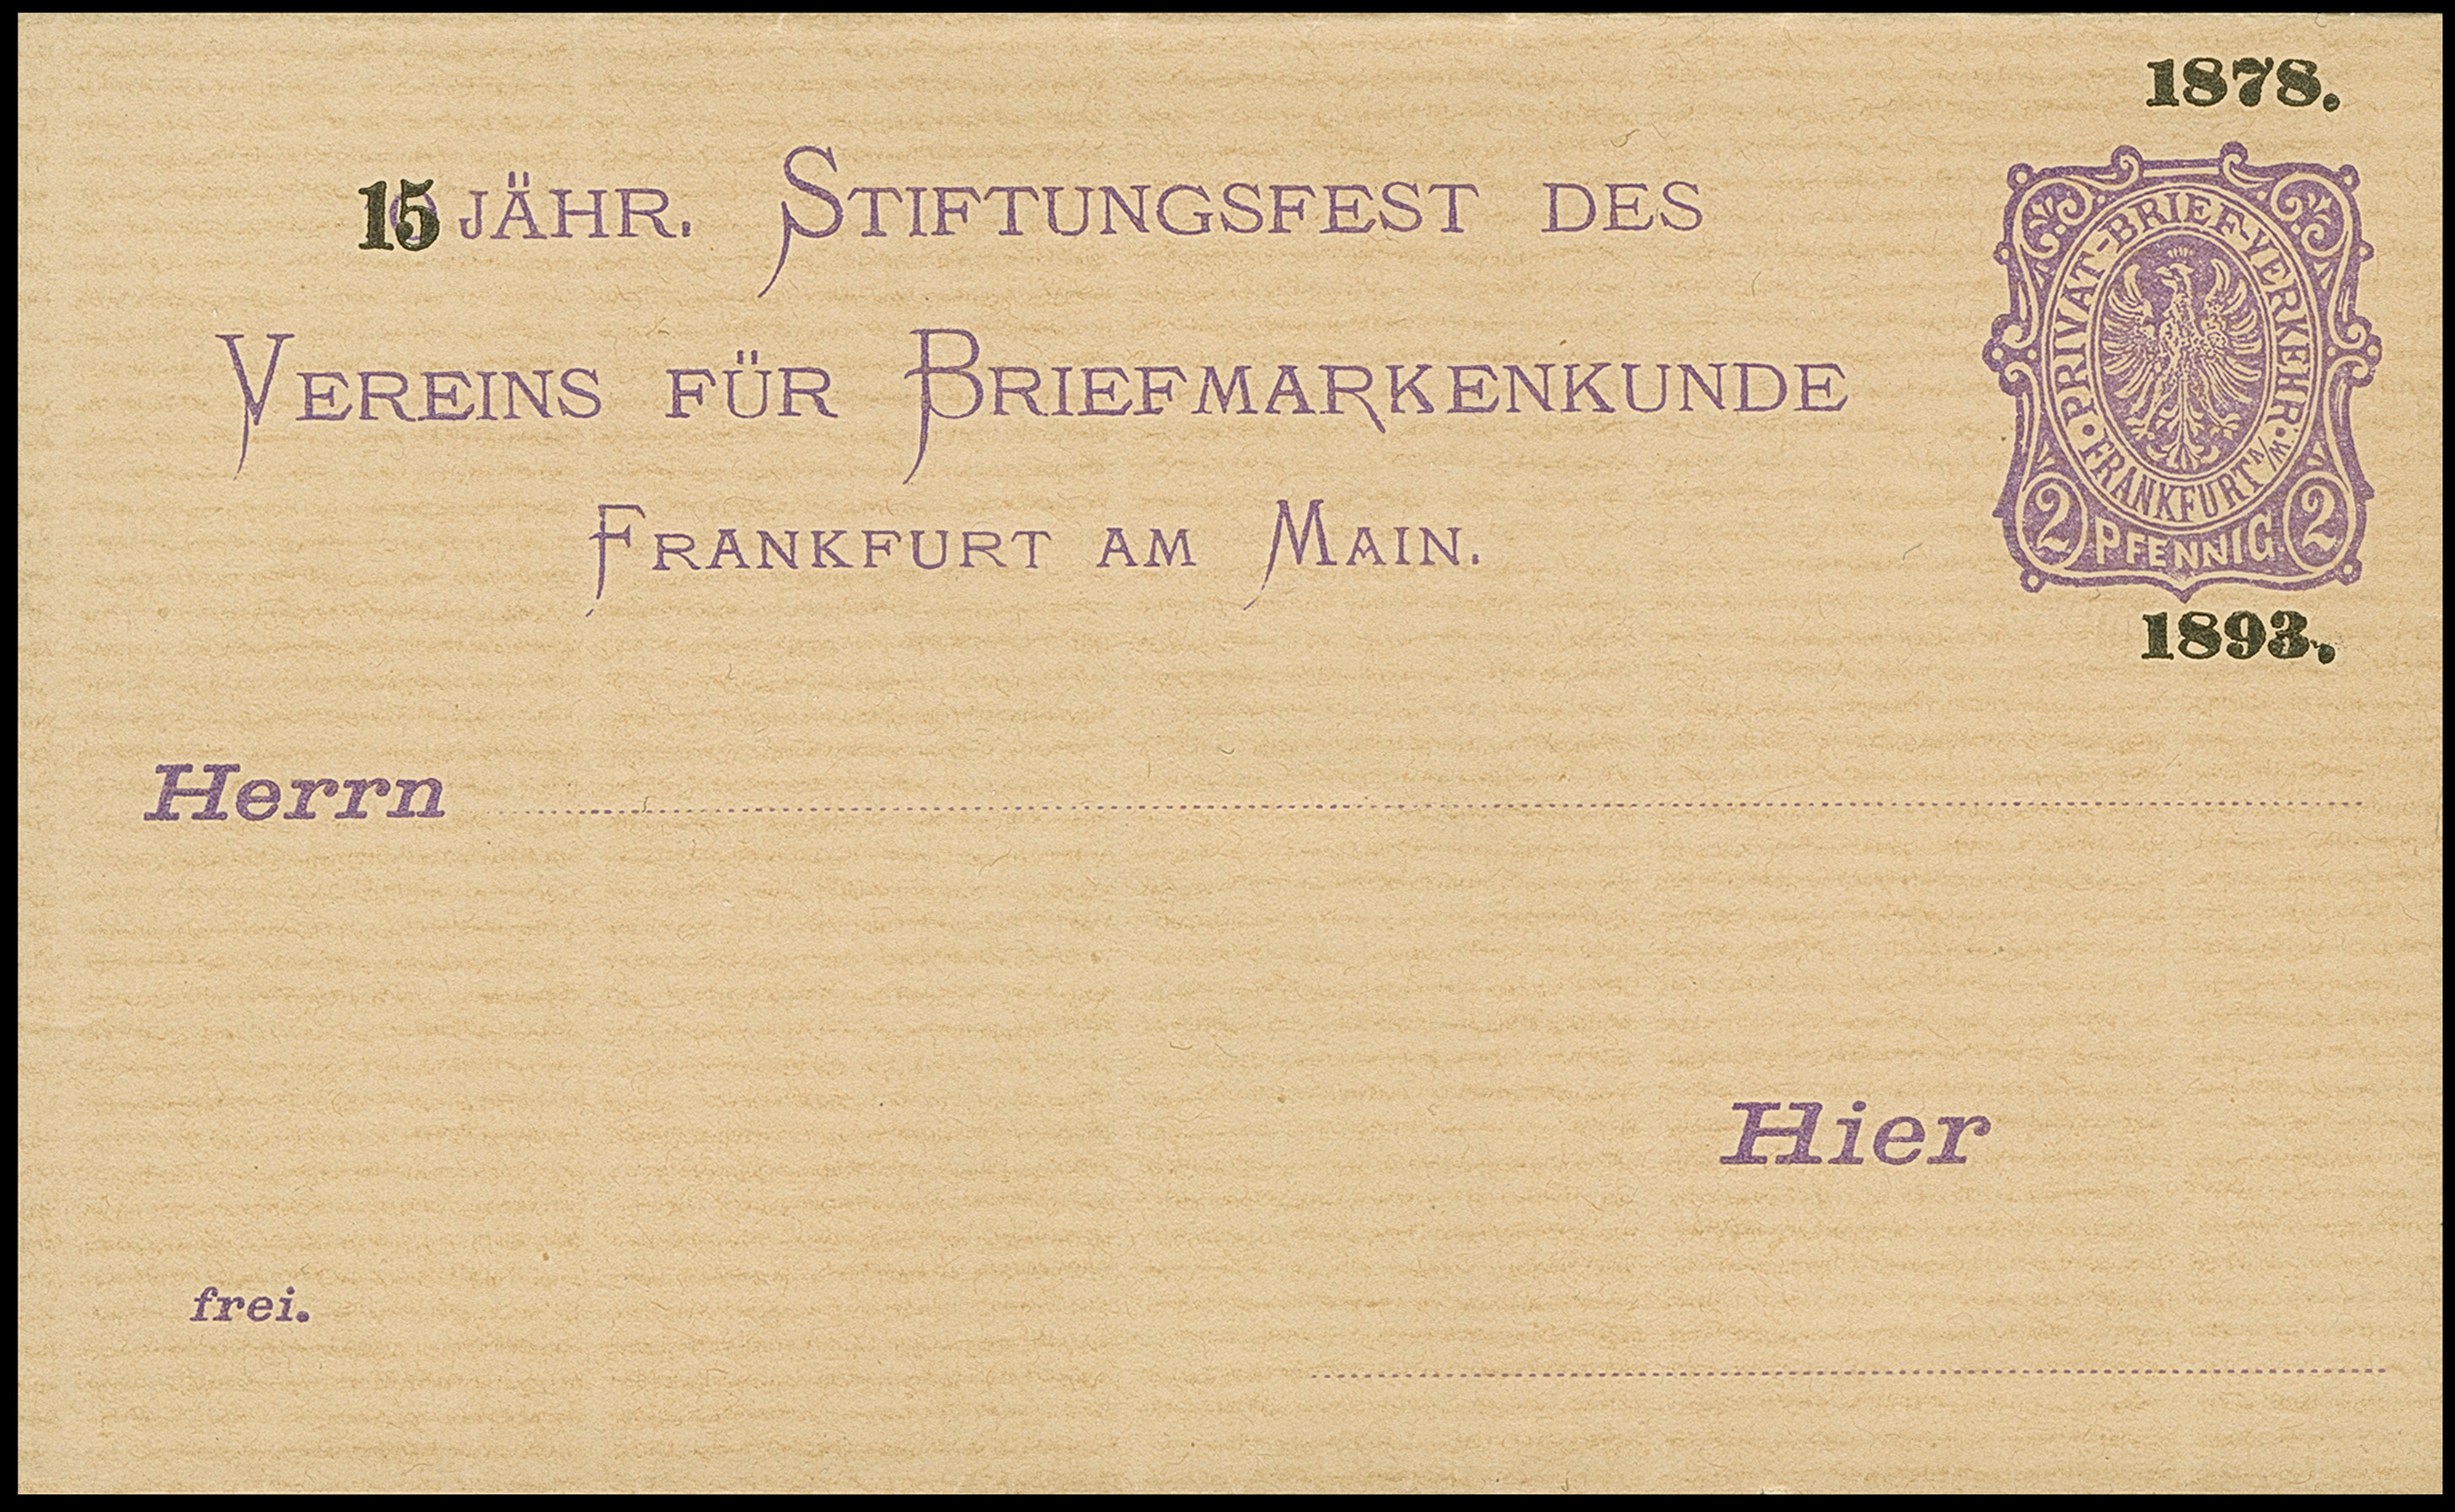 1878.
15 JÄHR. STIFTUNGSFEST DES
VEREINS FÜR BRIEFMARKENKUNDE
FRANKFURT AM MAIN.
PRIVAT-BRIEF-VERKEHR
FRANKFURT a/M
2 PFENNIG 2
1893.
Herrn
Hier
frei.